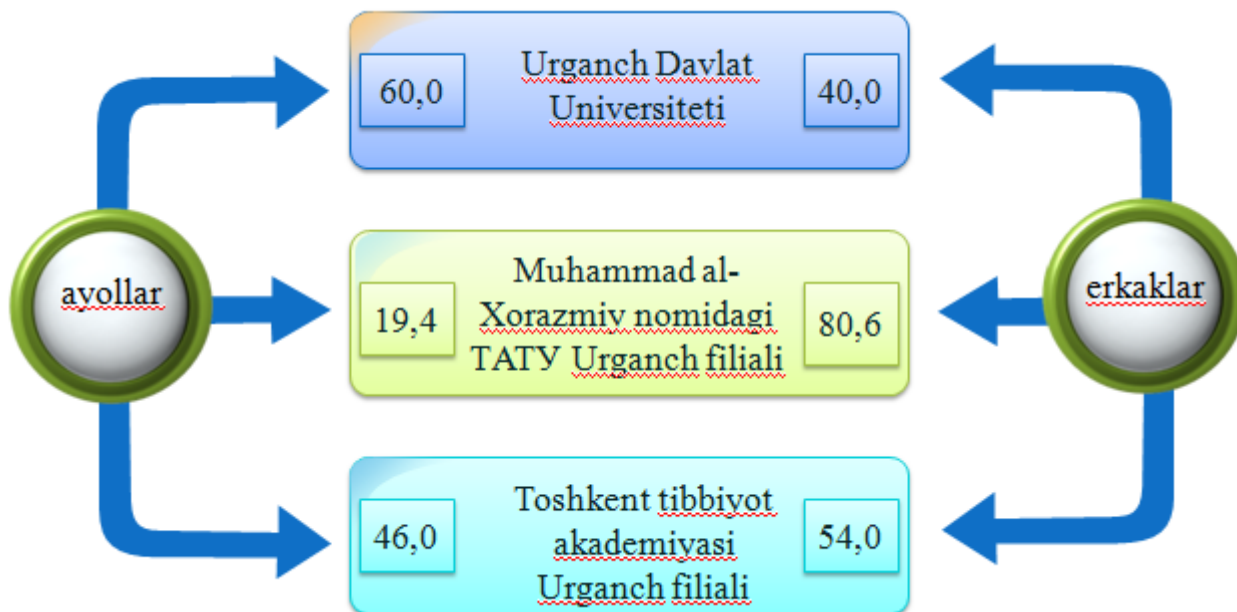 ayollar
60,0
Urganch Davlat
Universiteti
40,0
19,4
Muhammad al-
Xorazmiy nomidagi
ТАТУ Urganch filiali
80,6
46,0
Toshkent tibbiyot
akademiyasi
Urganch filiali
54,0
erkaklar